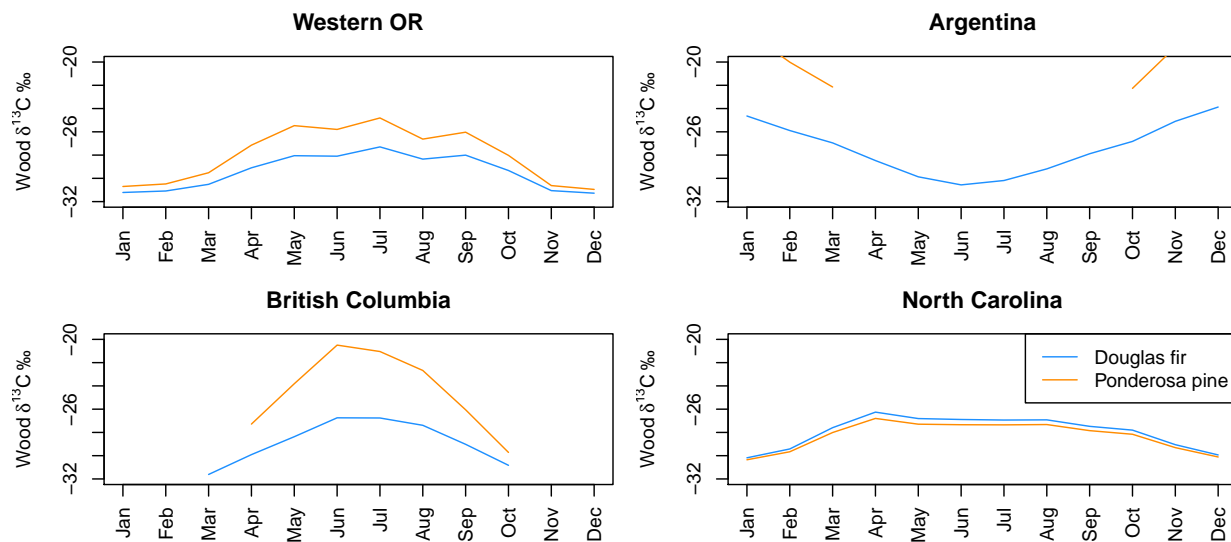 Western OR
Wood δ¹³C ‰
-20
-26
-32
Jan Feb Mar Apr May Jun Jul Aug Sep Oct Nov Dec
Argentina
Wood δ¹³C ‰
-20
-26
-32
Jan Feb Mar Apr May Jun Jul Aug Sep Oct Nov Dec
British Columbia
Wood δ¹³C ‰
-20
-26
-32
Jan Feb Mar Apr May Jun Jul Aug Sep Oct Nov Dec
North Carolina
Wood δ¹³C ‰
-20
-26
-32
Douglas fir
Ponderosa pine
Jan Feb Mar Apr May Jun Jul Aug Sep Oct Nov Dec